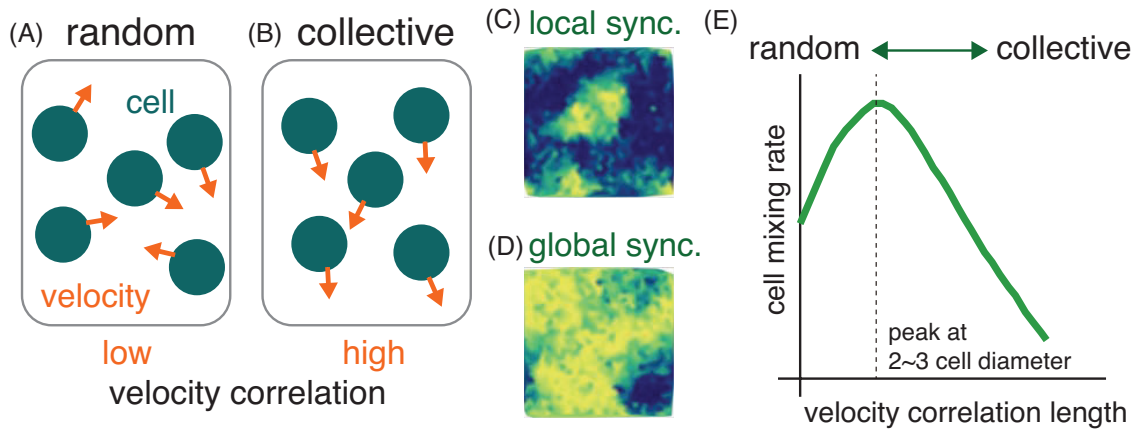 (A) random
cell
velocity
low
(B) collective
high
velocity correlation
(C) local sync.
(D) global sync.
(E)
random
collective
cell mixing rate
peak at
2~3 cell diameter
velocity correlation length